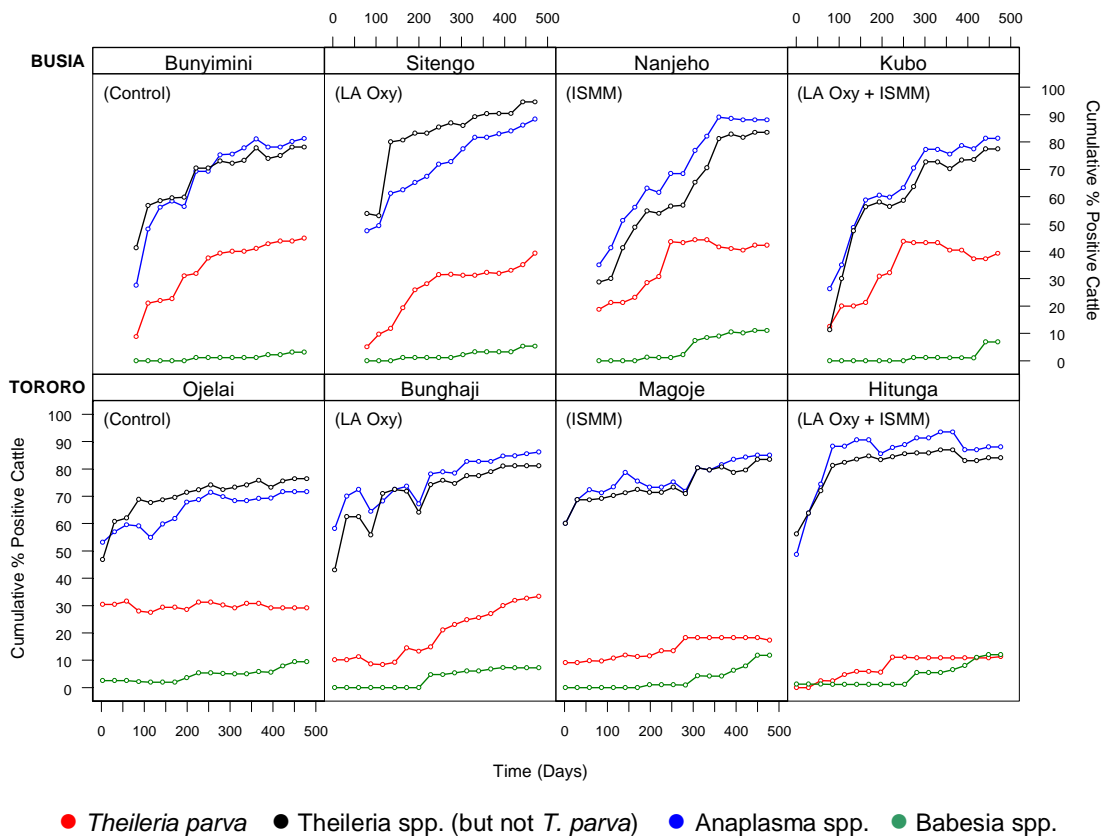 0 100 200 300 400 500 0 100 200 300 400 500
BUSIA Bunyimini Sitengo Nanjeho Kubo
(Control) (LA Oxy) (ISMM) (LA Oxy + ISMM)
100
90
80
70
60
50
40
30
20
10
0
Cumulative % Positive Cattle
TORORO Ojelai Bunghaji Magoje Hitunga
(Control) (LA Oxy) (ISMM) (LA Oxy + ISMM)
100
90
80
70
60
50
40
30
20
10
0
Cumulative % Positive Cattle
0 100 200 300 400 500 0 100 200 300 400 500
Time (Days)
Theileria parva Theileria spp. (but not T. parva) Anaplasma spp. Babesia spp.